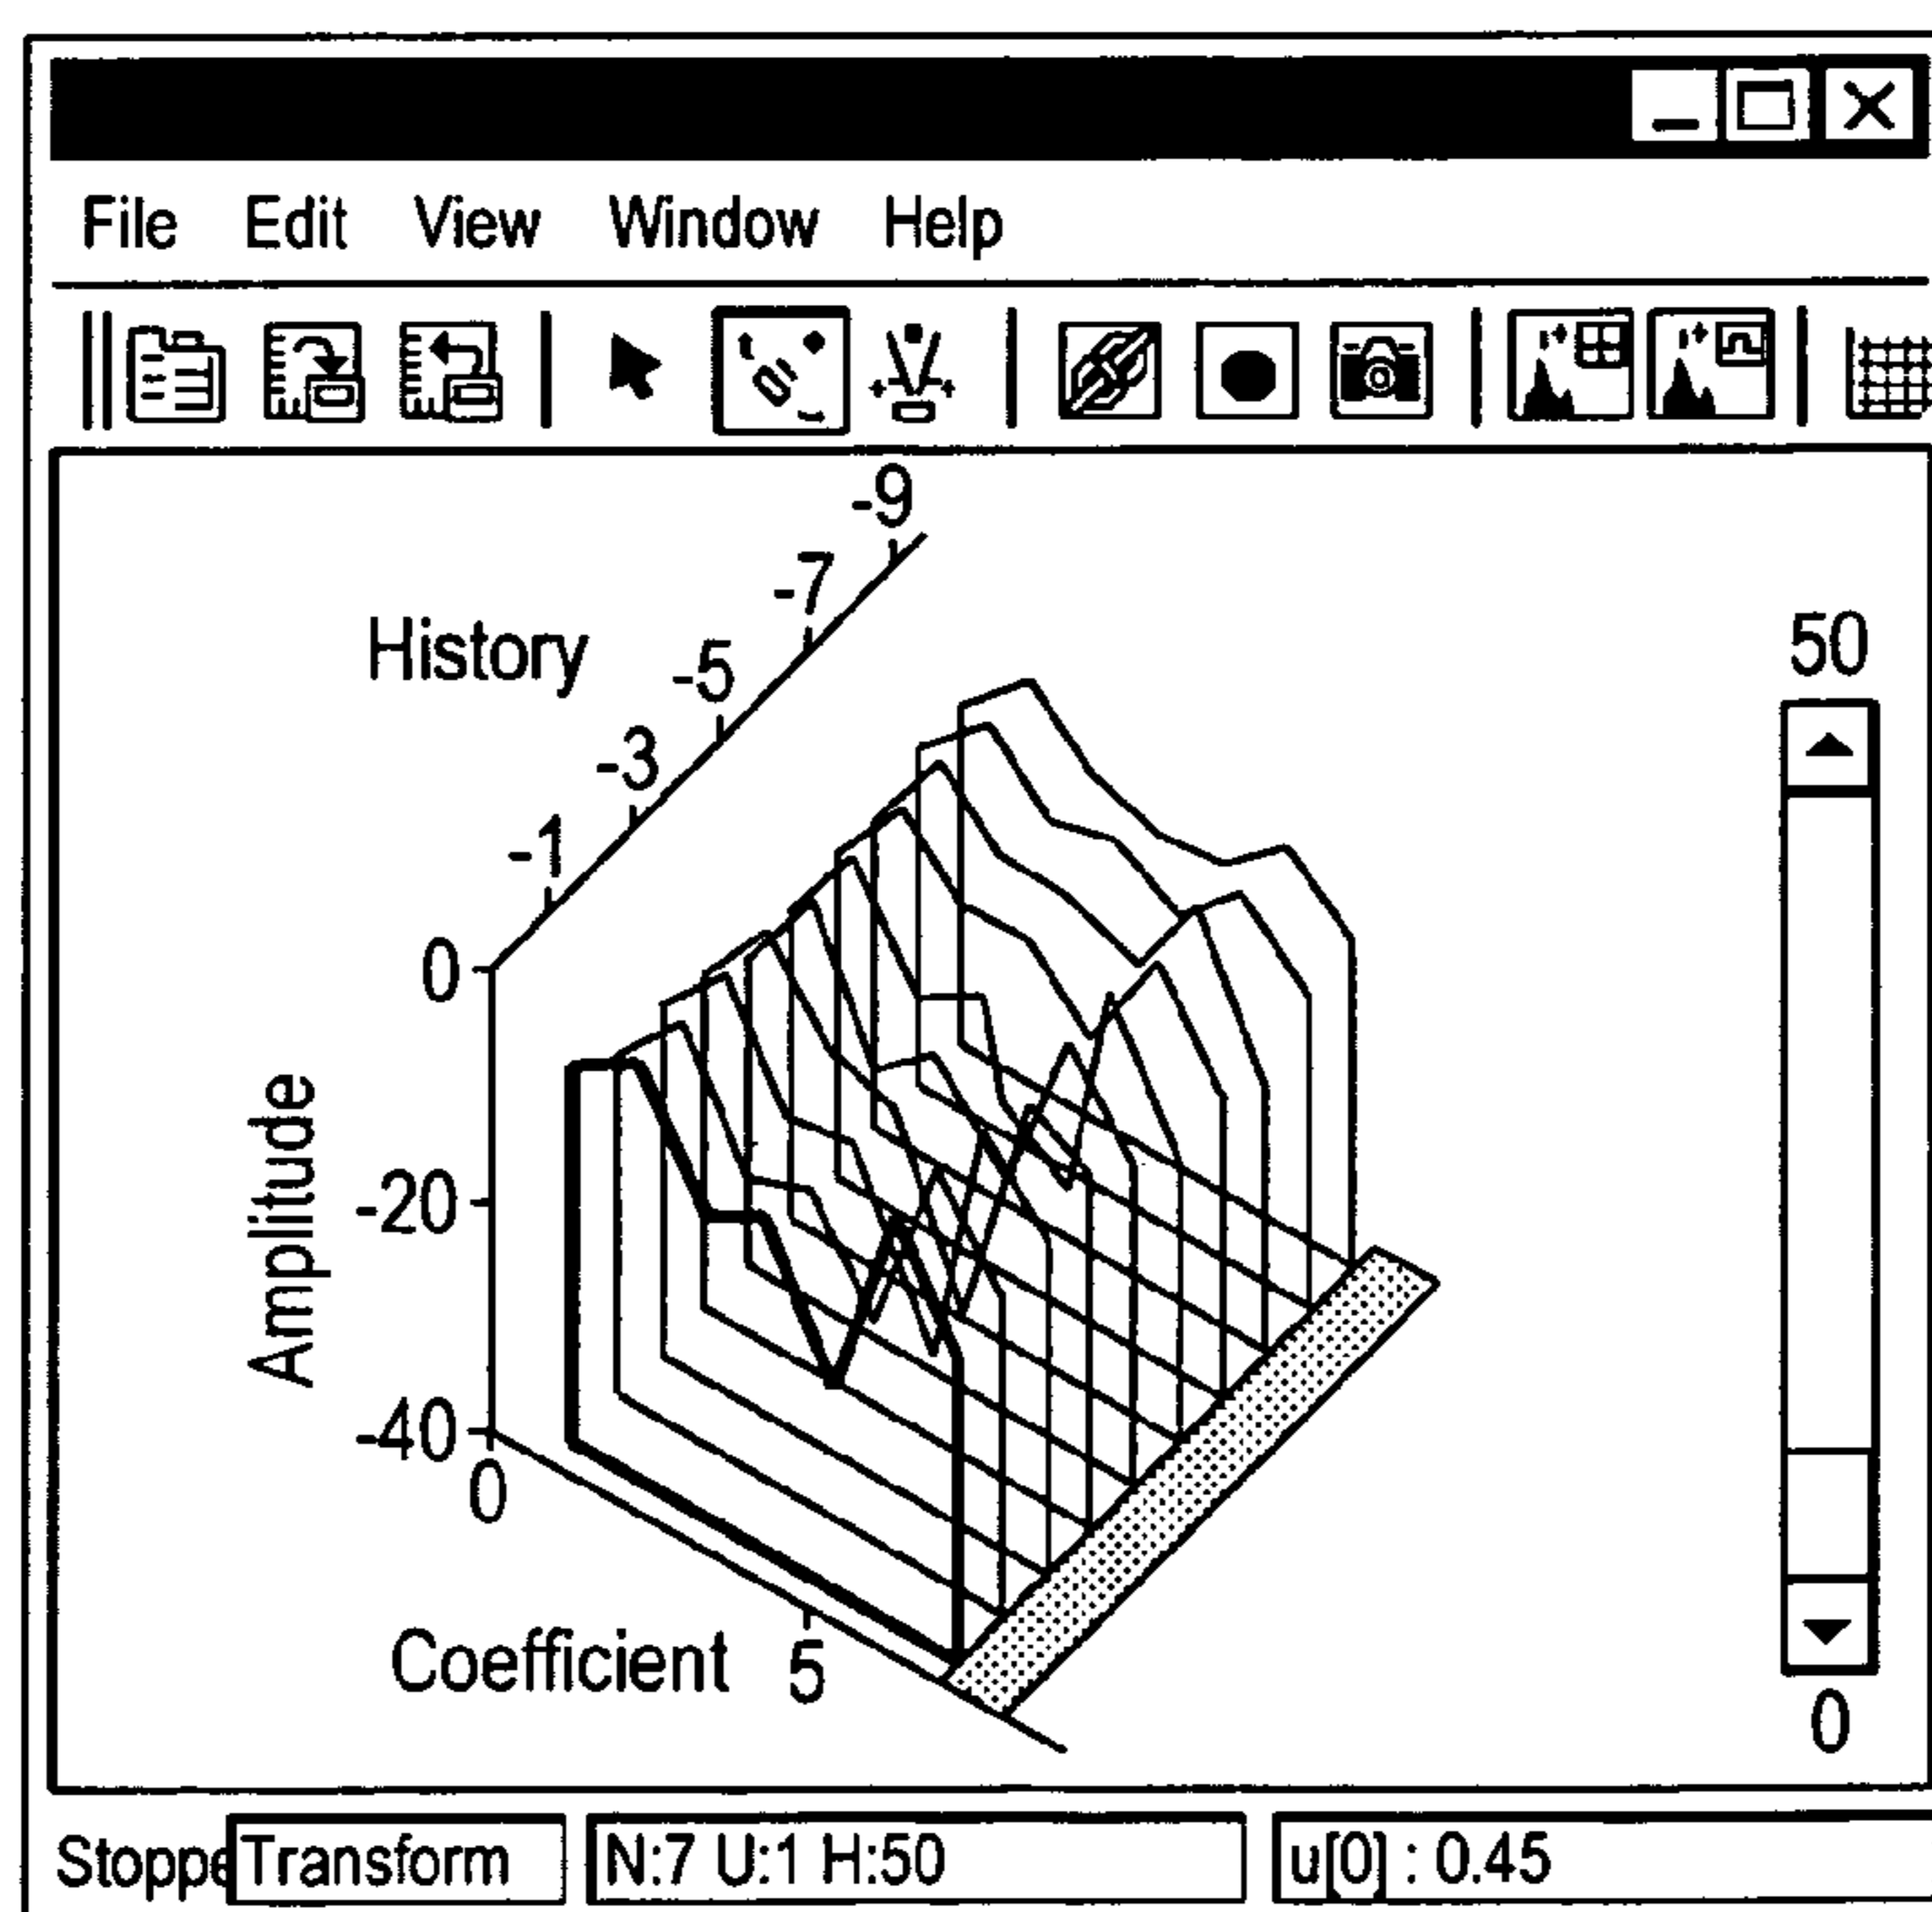 File Edit View Window Help
-9
-7
History
-5
50
-3
-1
0
Amplitude
-20
-40
0
Coefficient 5
0
Stoppe Transform N:7 U:1 H:50 u[0] : 0.45